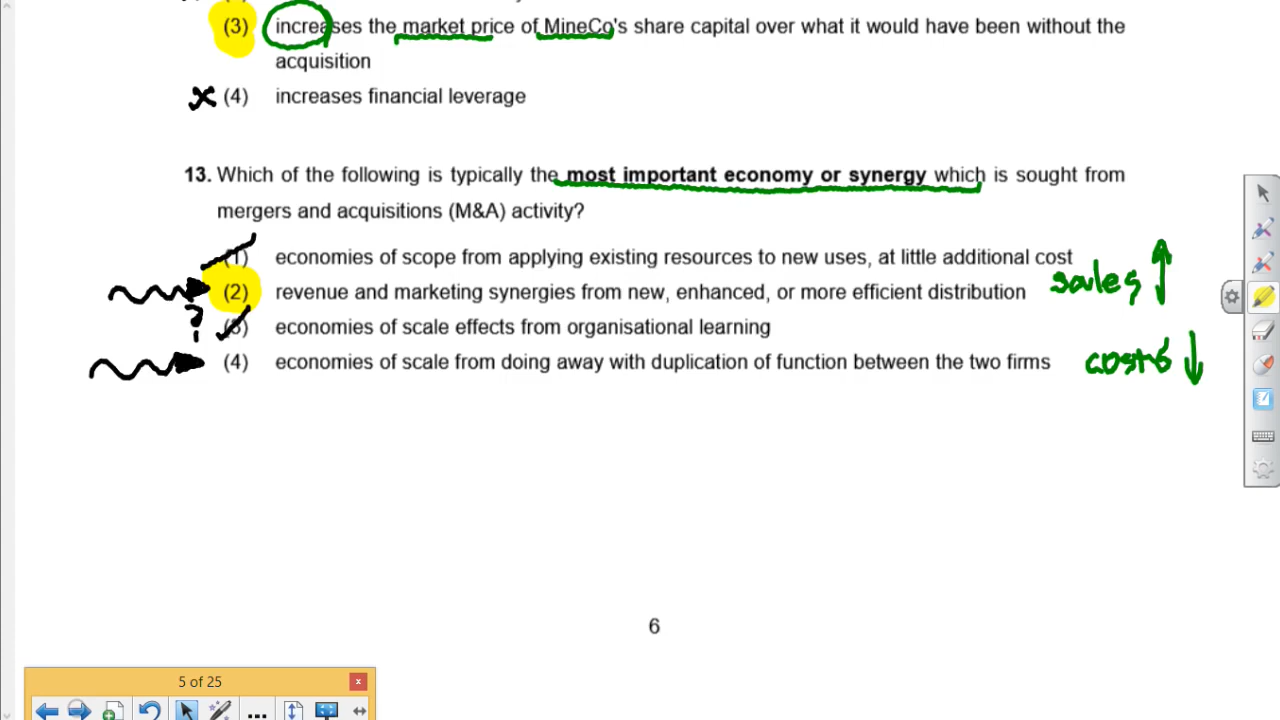 (3) increases the market price of MineCo's share capital over what it would have been without the
acquisition
(4) increases financial leverage
13. Which of the following is typically the most important economy or synergy which is sought from
mergers and acquisitions (M&A) activity?
(1) economies of scope from applying existing resources to new uses, at little additional cost
(2) revenue and marketing synergies from new, enhanced, or more efficient distribution
sales
?
(3) economies of scale effects from organisational learning
(4) economies of scale from doing away with duplication of function between the two firms
costs
6
5 of 25